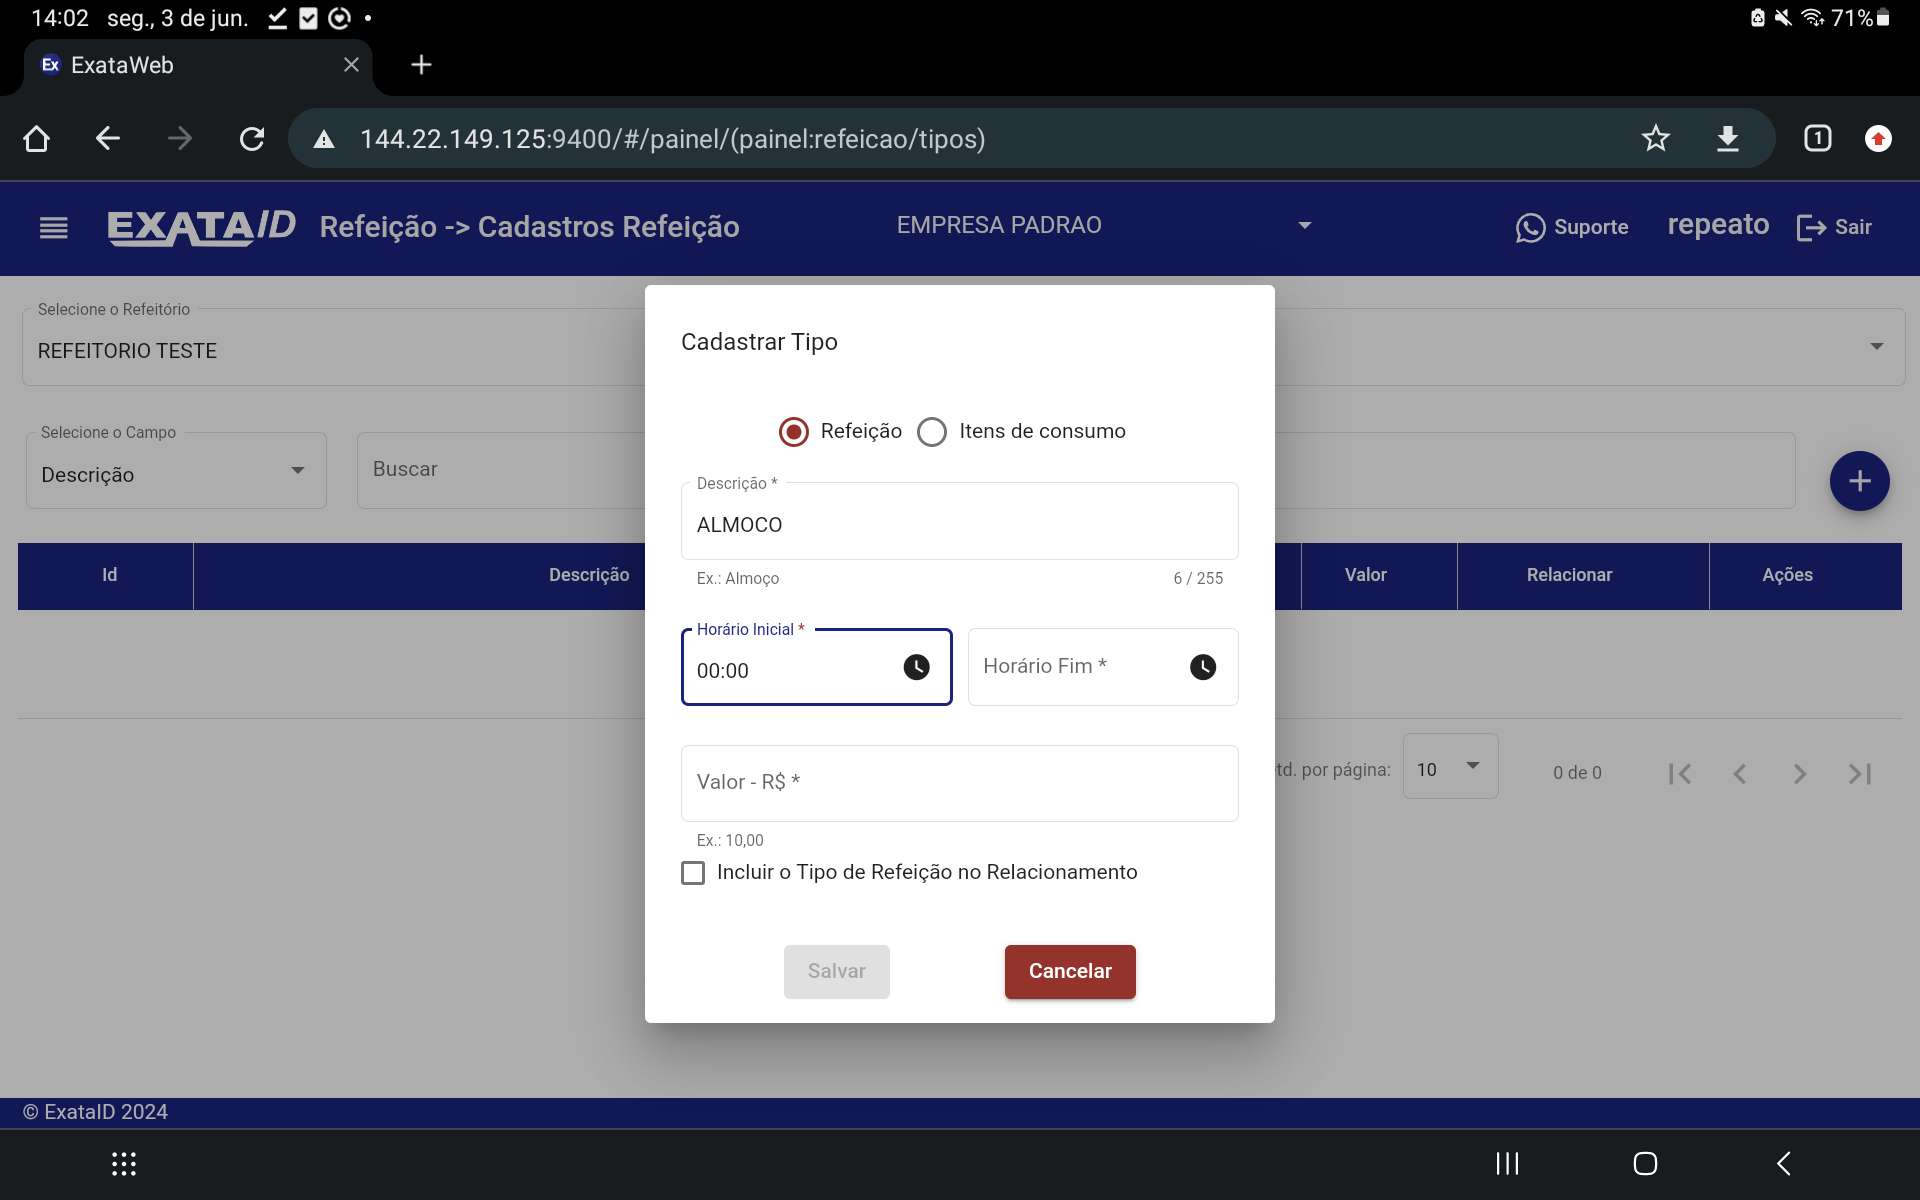 14:02 seg., 3 de jun. 71%
Ex ExataWeb
144.22.149.125:9400/#/painel/(painel:refeicao/tipos) 1
EXATAID Refeição -> Cadastros Refeição EMPRESA PADRAO Suporte repeato Sair
Selecione o Refeitório
REFEITORIO TESTE
Selecione o Campo
Descrição
Buscar
Id Descrição Valor Relacionar Ações
td. por página: 10 0 de 0
Cadastrar Tipo
Refeição Itens de consumo
Descrição *
ALMOCO
Ex.: Almoço 6 / 255
Horário Inicial *
00:00 Horário Fim *
Valor - R$ *
Ex.: 10,00
Incluir o Tipo de Refeição no Relacionamento
Salvar Cancelar
© ExataID 2024